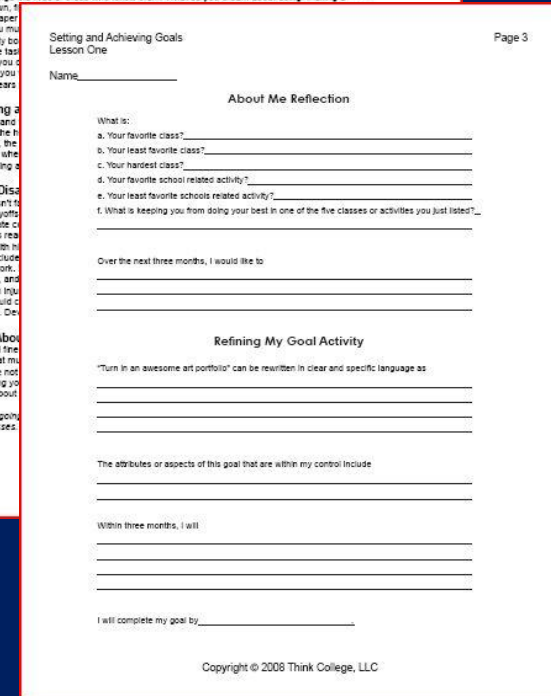 Setting and Achieving Goals
Page 3
Lesson One
Name
About Me Reflection
What is:
a. Your favorite class?
b. Your least favorite class?
c. Your hardest class?
d. Your favorite school related activity?
e. Your least favorite schools related activity?
f. What is keeping you from doing your best in one of the five classes or activities you just listed?
Over the next three months, I would like to
Refining My Goal Activity
"Turn in an awesome art portfolio" can be rewritten in clear and specific language as
The attributes or aspects of this goal that are within my control include
Within three months, I will
I will complete my goal by.
Copyright © 2008 Think College, LLC